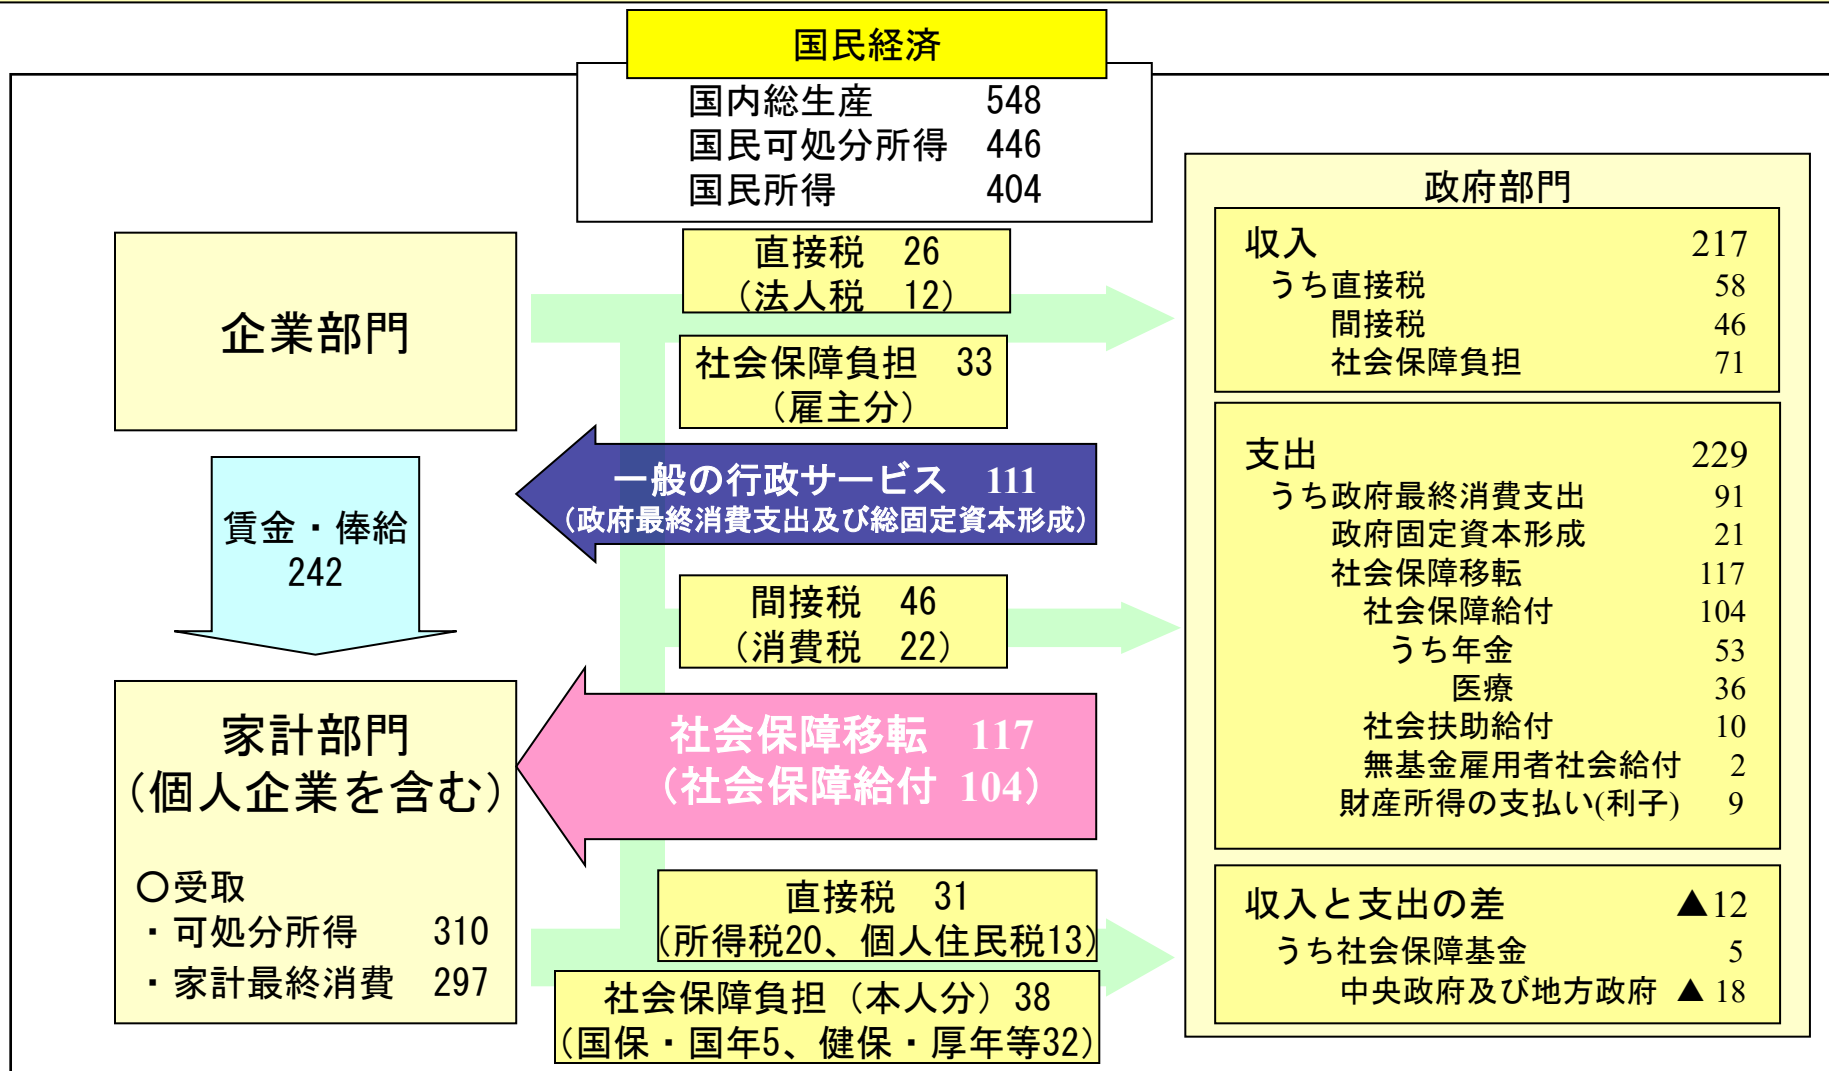 国民経済
国内総生産 548
国民可処分所得 446
国民所得 404
企業部門
直接税 26
(法人税 12)
社会保障負担 33
(雇主分)
一般の行政サービス 111
(政府最終消費支出及び総固定資本形成)
賃金・俸給
242
間接税 46
(消費税 22)
社会保障移転 117
(社会保障給付 104)
家計部門
(個人企業を含む)
○受取
・可処分所得 310
・家計最終消費 297
直接税 31
(所得税20、個人住民税13)
社会保障負担(本人分)38
(国保・国年5、健保・厚年等32)
政府部門
収入 217
うち直接税 58
間接税 46
社会保障負担 71
支出 229
うち政府最終消費支出 91
政府固定資本形成 21
社会保障移転 117
社会保障給付 104
うち年金 53
医療 36
社会扶助給付 10
無基金雇用者社会給付 2
財産所得の支払い(利子) 9
収入と支出の差 ▲12
うち社会保障基金 5
中央政府及び地方政府 ▲ 18